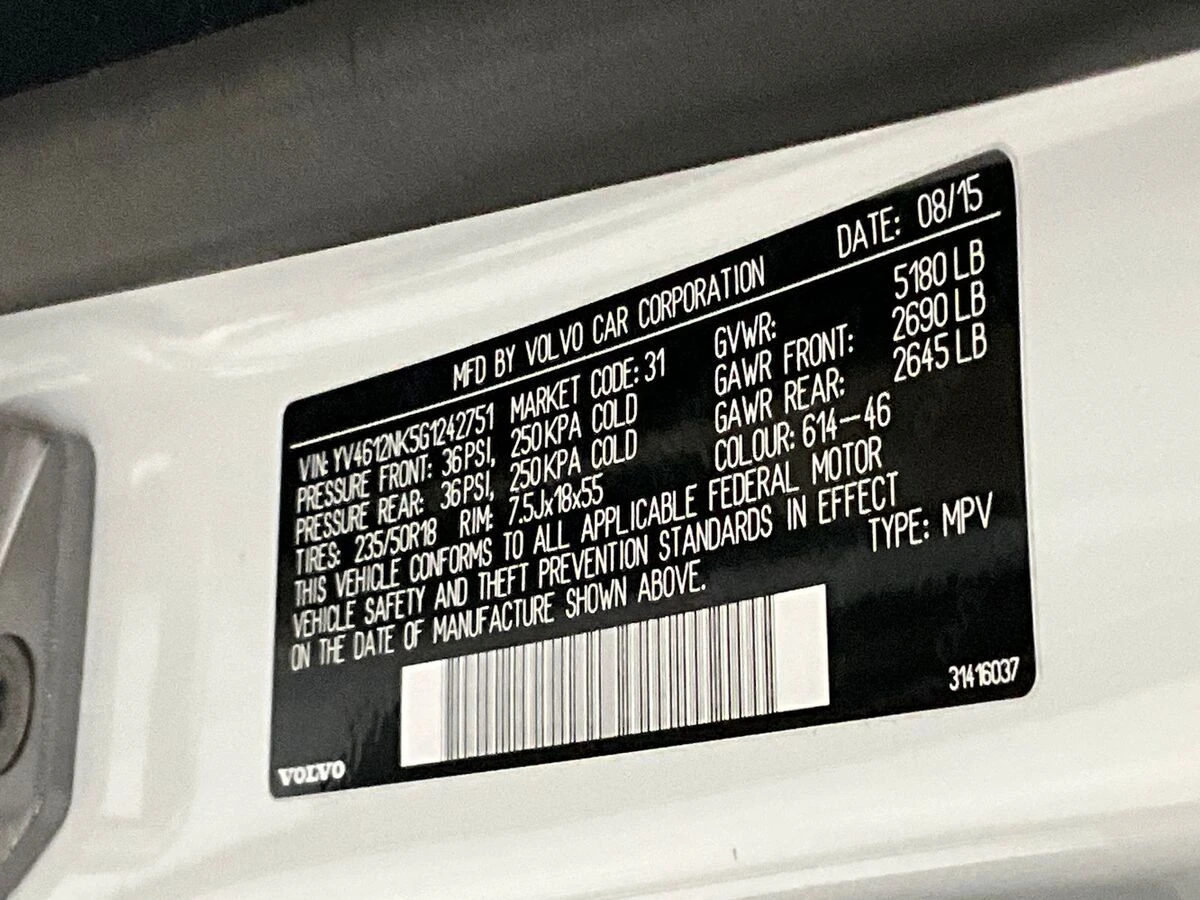 MFD BY VOLVO CAR CORPORATION DATE: 08/15
VIN: YV4612NK5G1242751 MARKET CODE: 31 GVWR: 5180 LB
PRESSURE FRONT: 36PSI, 250KPA COLD GAWR FRONT: 2690 LB
PRESSURE REAR: 36PSI, 250KPA COLD GAWR REAR: 2645 LB
TIRES: 235/50R18 RIM: 7.5Jx18x55 COLOUR: 614-46
THIS VEHICLE CONFORMS TO ALL APPLICABLE FEDERAL MOTOR
VEHICLE SAFETY AND THEFT PREVENTION STANDARDS IN EFFECT
ON THE DATE OF MANUFACTURE SHOWN ABOVE. TYPE: MPV
31416037
VOLVO